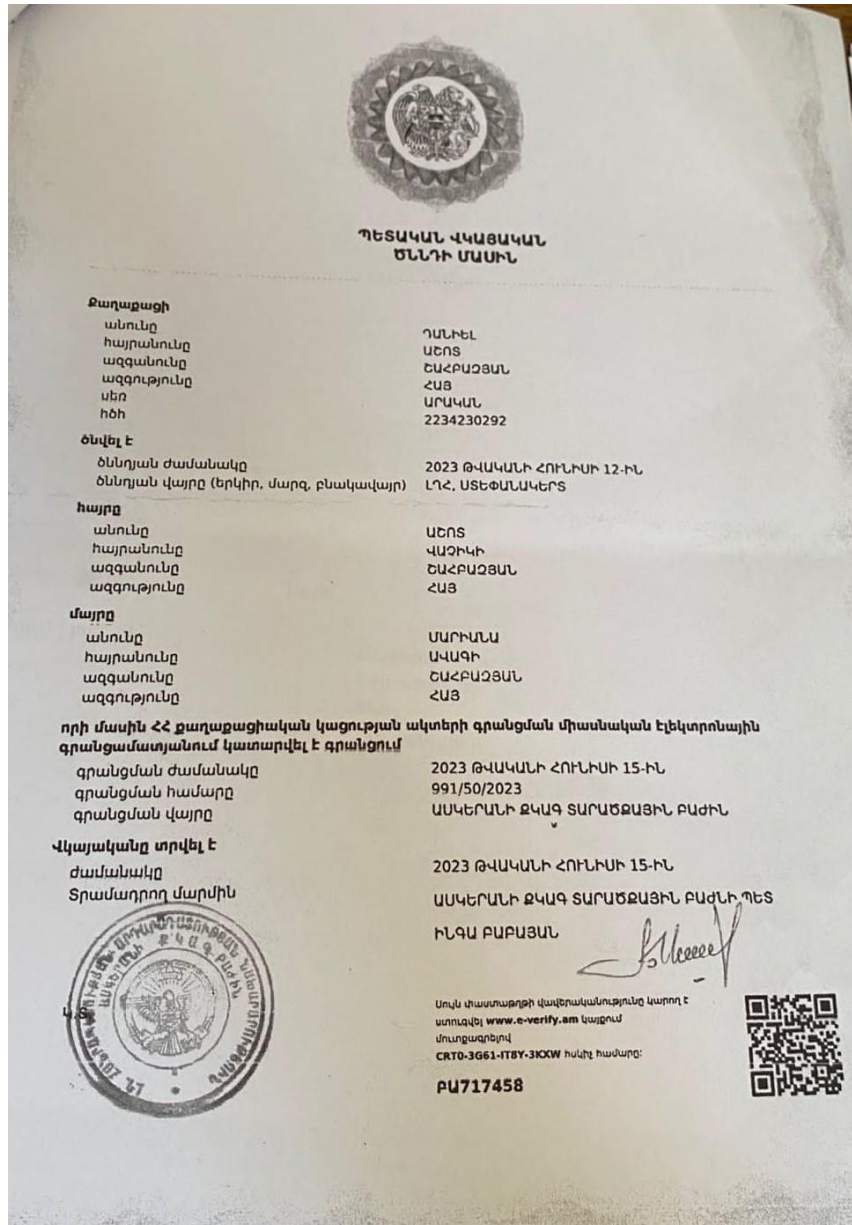 ՊԵՏԱԿԱՆ ՎԿԱՅԱԿԱՆ
ԾՆՆԴԻ ՄԱՍԻՆ
Քաղաքացի
անունը ԴԱՆԻԵԼ
հայրանունը ԱՇՈՏ
ազգանունը ՇԱՀԲԱԶՅԱՆ
ազգությունը ՀԱՅ
սեռ ԱՐԱԿԱՆ
հծհ 2234230292
ծնվել է
ծննդյան ժամանակը 2023 ԹՎԱԿԱՆԻ ՀՈՒՆԻՍԻ 12-ԻՆ
ծննդյան վայրը (երկիր, մարզ, բնակավայր) ԼՂՀ, ՍՏԵՓԱՆԱԿԵՐՏ
հայրը
անունը ԱՇՈՏ
հայրանունը ՎԱՉԻԿԻ
ազգանունը ՇԱՀԲԱԶՅԱՆ
ազգությունը ՀԱՅ
մայրը
անունը ՄԱՐԻԱՆԱ
հայրանունը ԱՎԱԳԻ
ազգանունը ՇԱՀԲԱԶՅԱՆ
ազգությունը ՀԱՅ
որի մասին ՀՀ քաղաքացիական կացության ակտերի գրանցման միասնական էլեկտրոնային
գրանցամատյանում կատարվել է գրանցում
գրանցման ժամանակը 2023 ԹՎԱԿԱՆԻ ՀՈՒՆԻՍԻ 15-ԻՆ
գրանցման համարը 991/50/2023
գրանցման վայրը ԱՍԿԵՐԱՆԻ ՔԿԱԳ ՏԱՐԱԾՔԱՅԻՆ ԲԱԺԻՆ
Վկայականը տրվել է
ժամանակը 2023 ԹՎԱԿԱՆԻ ՀՈՒՆԻՍԻ 15-ԻՆ
Տրամադրող մարմին ԱՍԿԵՐԱՆԻ ՔԿԱԳ ՏԱՐԱԾՔԱՅԻՆ ԲԱԺՆԻ ՊԵՏ
ԻՆԳԱ ԲԱԲԱՅԱՆ
Կ.Տ.
ԱՍԿԵՐԱՆԻ ՔԿԱԳ ԲԱԺԻՆ
Սույն փաստաթղթի վավերականությունը կարող է
ստուգվել www.e-verify.am կայքում
մուտքագրելով
CRT0-3G61-IT8Y-3KXW հսկիչ համարը:
ԲԱ717458